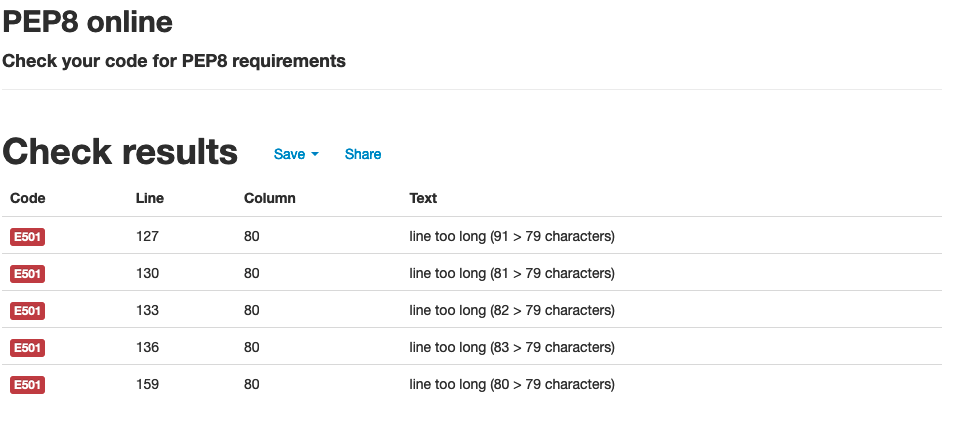 PEP8 online
Check your code for PEP8 requirements
Check results Save Share
Code Line Column Text
E501 127 80 line too long (91 > 79 characters)
E501 130 80 line too long (81 > 79 characters)
E501 133 80 line too long (82 > 79 characters)
E501 136 80 line too long (83 > 79 characters)
E501 159 80 line too long (80 > 79 characters)